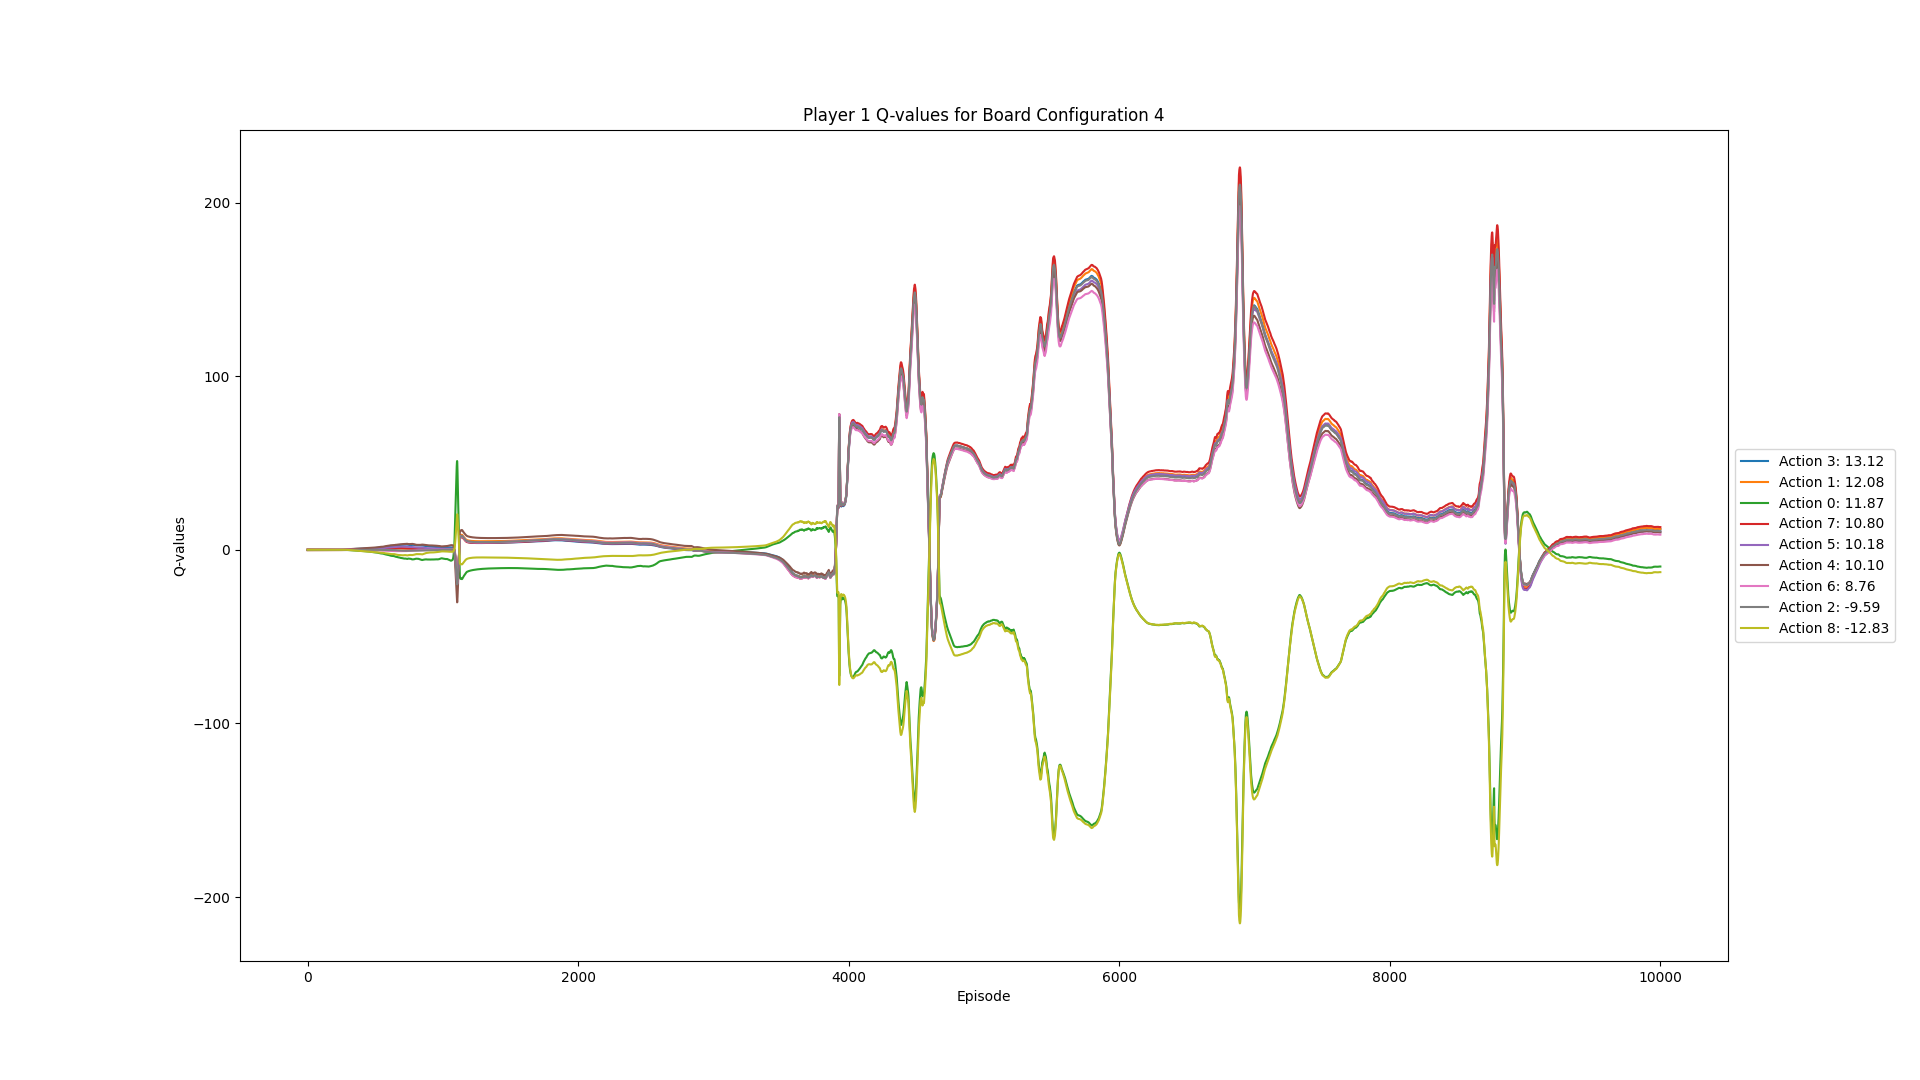 Player 1 Q-values for Board Configuration 4
200
100
0
−100
−200
Q-values
0
2000
4000
6000
8000
10000
Episode
Action 3: 13.12
Action 1: 12.08
Action 0: 11.87
Action 7: 10.80
Action 5: 10.18
Action 4: 10.10
Action 6: 8.76
Action 2: -9.59
Action 8: -12.83